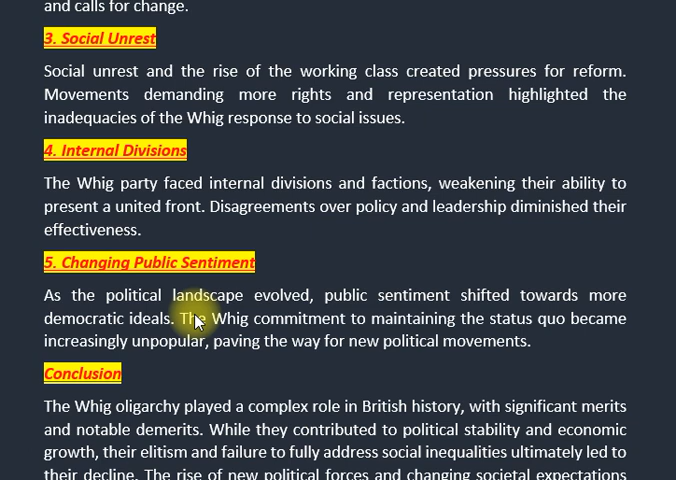 and calls for change.
3. Social Unrest
Social unrest and the rise of the working class created pressures for reform.
Movements demanding more rights and representation highlighted the
inadequacies of the Whig response to social issues.
4. Internal Divisions
The Whig party faced internal divisions and factions, weakening their ability to
present a united front. Disagreements over policy and leadership diminished their
effectiveness.
5. Changing Public Sentiment
As the political landscape evolved, public sentiment shifted towards more
democratic ideals. The Whig commitment to maintaining the status quo became
increasingly unpopular, paving the way for new political movements.
Conclusion
The Whig oligarchy played a complex role in British history, with significant merits
and notable demerits. While they contributed to political stability and economic
growth, their elitism and failure to fully address social inequalities ultimately led to
their decline. The rise of new political forces and changing societal expectations